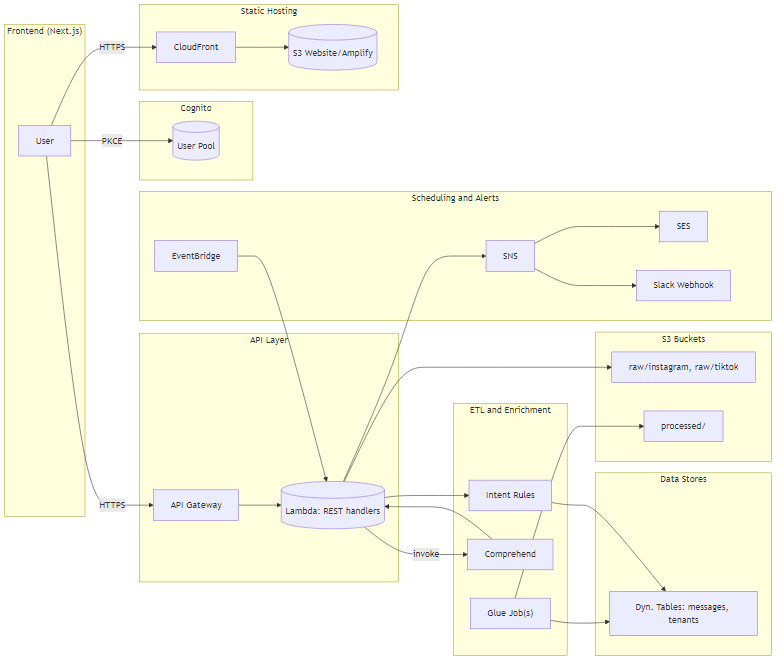 Static Hosting
Frontend (Next.js)
HTTPS
CloudFront
S3 Website/Amplify
Cognito
User
PKCE
User Pool
Scheduling and Alerts
SES
EventBridge
SNS
Slack Webhook
API Layer
S3 Buckets
raw/instagram, raw/tiktok
ETL and Enrichment
processed/
Data Stores
Intent Rules
HTTPS
API Gateway
Lambda: REST handlers
invoke
Comprehend
Glue Job(s)
Dyn. Tables: messages,
tenants